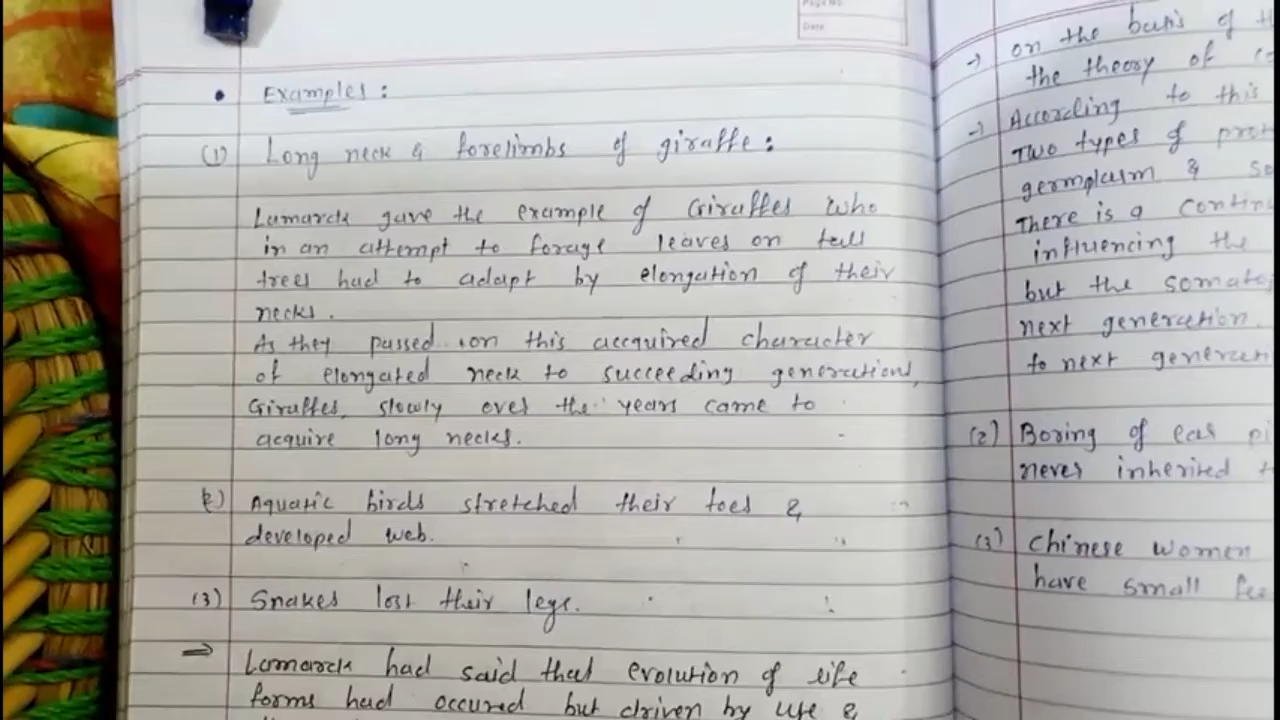 Page No.
Date
• Examples :
(1) Long neck & forelimbs of giraffe :
Lamarck gave the example of Giraffes who
in an attempt to forage leaves on tall
trees had to adapt by elongation of their
necks.
As they passed on this accquired character
of elongated neck to succeeding generations,
Giraffes, slowly over the years came to
acquire long necks.
(2) Aquatic birds stretched their toes &
developed web.
(3) Snakes lost their legs.
⇒ Lamarck had said that evolution of life
forms had occured but driven by use &
→ on the basis of
the theory of
→ According to this
Two types of
germplasm &
There is a
influencing the
but the
next generation.
to next
(2) Boring of ear
never inherited
(3) Chinese women
have small